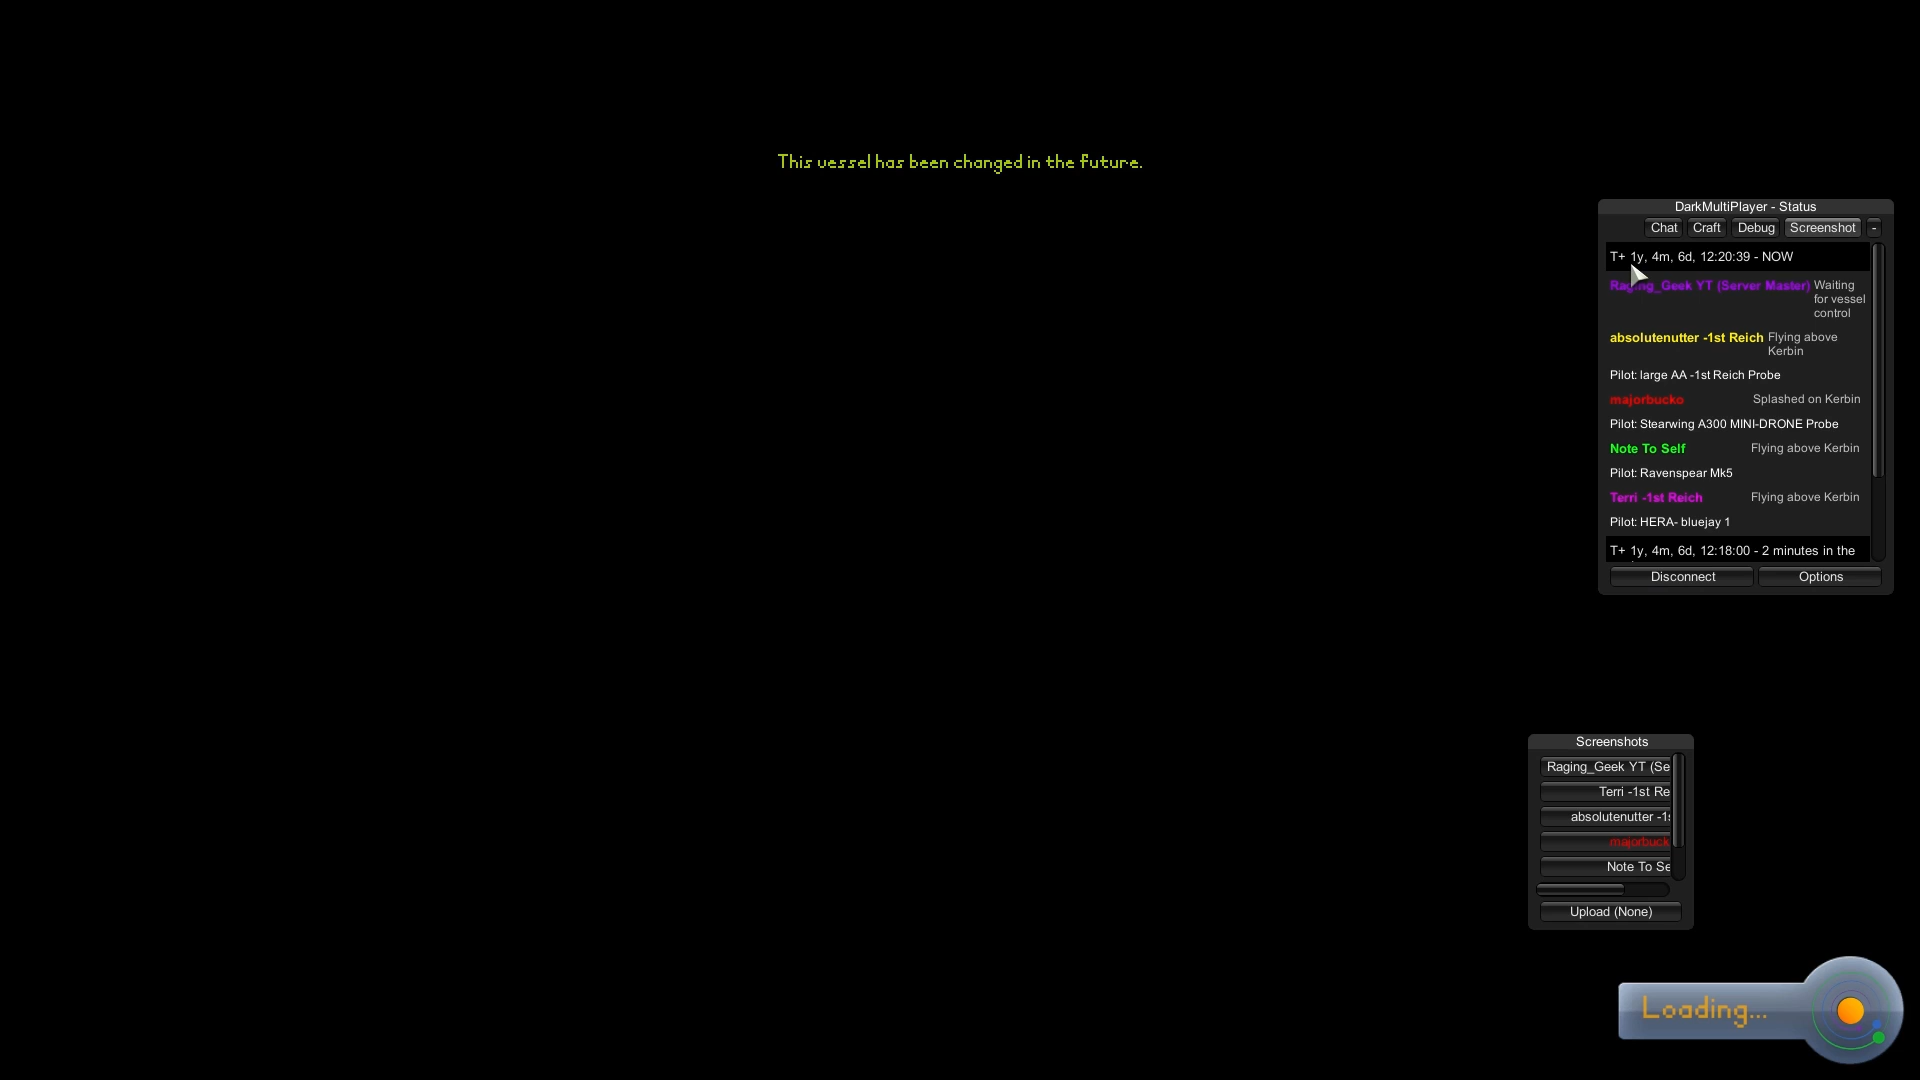 This vessel has been changed in the future.
DarkMultiPlayer - Status
Chat Craft Debug Screenshot -
T+ 1y, 4m, 6d, 12:20:39 - NOW
Raging_Geek YT (Server Master) Waiting
for vessel
control
absolutenutter -1st Reich Flying above
Kerbin
Pilot: large AA -1st Reich Probe
majorbucko Splashed on Kerbin
Pilot: Stearwing A300 MINI-DRONE Probe
Note To Self Flying above Kerbin
Pilot: Ravenspear Mk5
Terri -1st Reich Flying above Kerbin
Pilot: HERA- bluejay 1
T+ 1y, 4m, 6d, 12:18:00 - 2 minutes in the
Disconnect Options
Screenshots
Raging_Geek YT (Se
Terri -1st Re
absolutenutter -1s
majorbuck
Note To Se
Upload (None)
Loading...